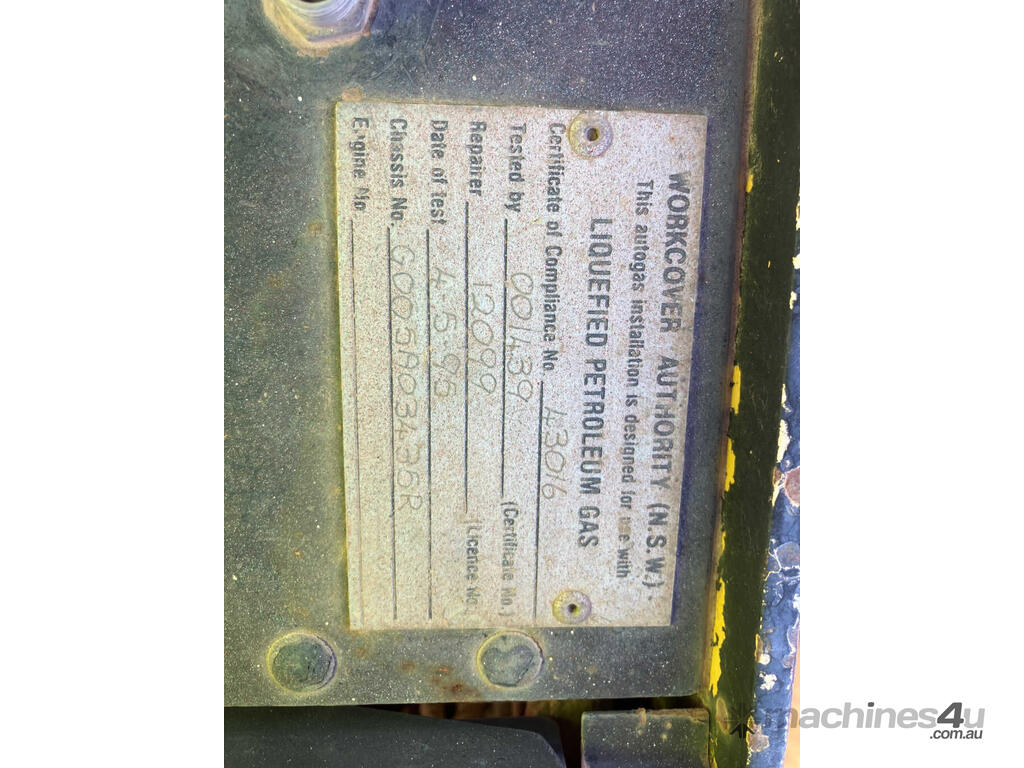 WORKCOVER AUTHORITY (N.S.W.)
This autogas installation is designed for use with
LIQUEFIED PETROLEUM GAS
Certificate of Compliance No 43016
Tested by 001439 (Certificate No.)
Repairer 12099 (Licence No.)
Date of test 4-5-95
Chassis No. G005A03435R
Engine No.
machines4u
.com.au